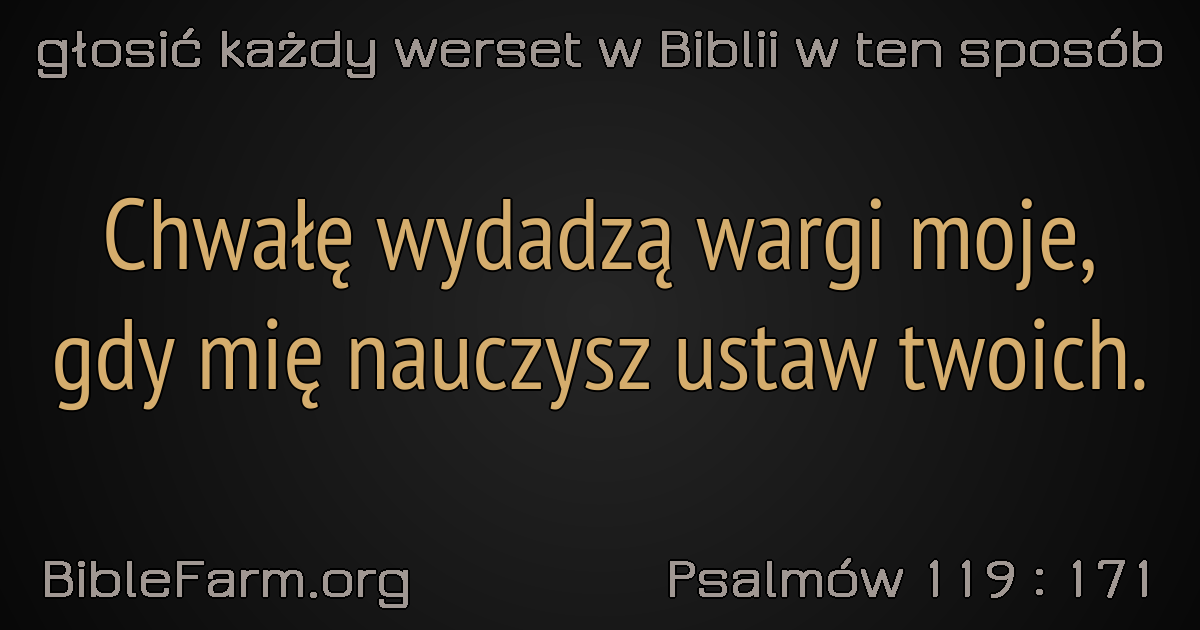 głosić każdy werset w Biblii w ten sposób
Chwałę wydadzą wargi moje,
gdy mię nauczysz ustaw twoich.
BibleFarm.org
Psalmów 119 : 171